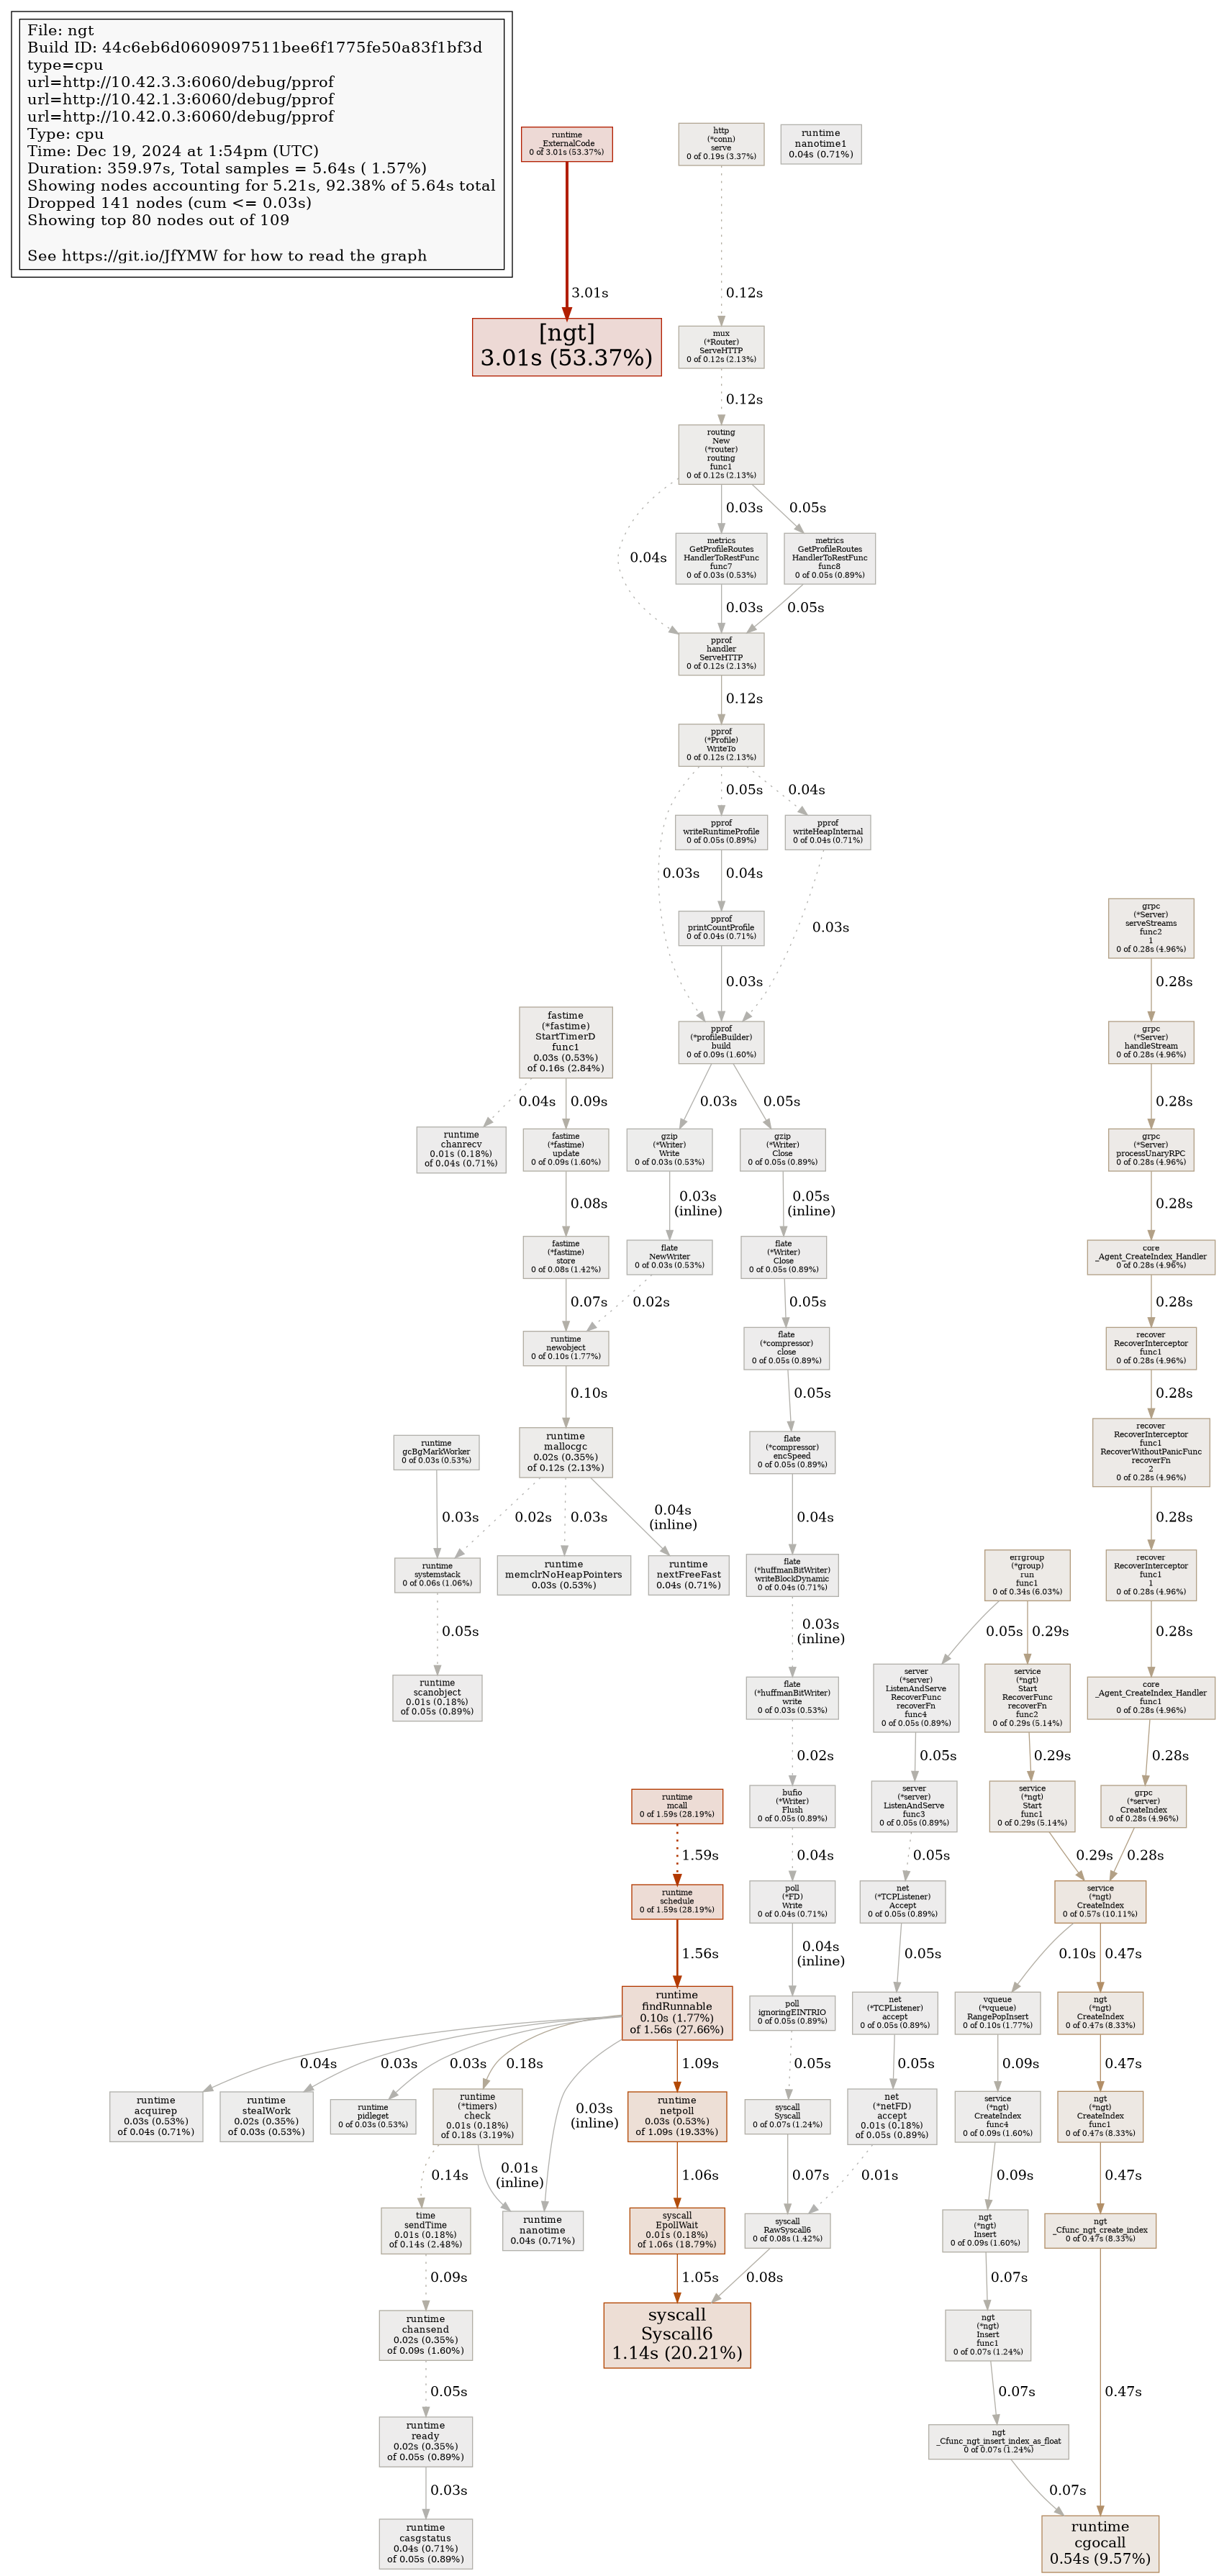 File: ngt
Build ID: 44c6eb6d0609097511bee6f1775fe50a83f1bf3d
type=cpu
url=http://10.42.3.3:6060/debug/pprof
url=http://10.42.1.3:6060/debug/pprof
url=http://10.42.0.3:6060/debug/pprof
Type: cpu
Time: Dec 19, 2024 at 1:54pm (UTC)
Duration: 359.97s, Total samples = 5.64s ( 1.57%)
Showing nodes accounting for 5.21s, 92.38% of 5.64s total
Dropped 141 nodes (cum <= 0.03s)
Showing top 80 nodes out of 109
See https://git.io/JfYMW for how to read the graph
runtime
_ExternalCode
0 of 3.01s (53.37%)
http
(*conn)
serve
0 of 0.19s (3.37%)
runtime
nanotime1
0.04s (0.71%)
3.01s
0.12s
[ngt]
3.01s (53.37%)
mux
(*Router)
ServeHTTP
0 of 0.12s (2.13%)
0.12s
routing
New
(*router)
routing
func1
0 of 0.12s (2.13%)
0.04s
0.03s
0.05s
metrics
GetProfileRoutes
HandlerToRestFunc
func7
0 of 0.03s (0.53%)
metrics
GetProfileRoutes
HandlerToRestFunc
func8
0 of 0.05s (0.89%)
0.03s
0.05s
pprof
handler
ServeHTTP
0 of 0.12s (2.13%)
0.12s
pprof
(*Profile)
WriteTo
0 of 0.12s (2.13%)
0.03s
0.05s
0.04s
pprof
writeRuntimeProfile
0 of 0.05s (0.89%)
pprof
writeHeapInternal
0 of 0.04s (0.71%)
0.04s
0.03s
pprof
printCountProfile
0 of 0.04s (0.71%)
0.03s
grpc
(*Server)
serveStreams
func2
1
0 of 0.28s (4.96%)
0.28s
fastime
(*fastime)
StartTimerD
func1
0.03s (0.53%)
of 0.16s (2.84%)
pprof
(*profileBuilder)
build
0 of 0.09s (1.60%)
grpc
(*Server)
handleStream
0 of 0.28s (4.96%)
0.04s
0.09s
0.03s
0.05s
0.28s
runtime
chanrecv
0.01s (0.18%)
of 0.04s (0.71%)
fastime
(*fastime)
update
0 of 0.09s (1.60%)
gzip
(*Writer)
Write
0 of 0.03s (0.53%)
gzip
(*Writer)
Close
0 of 0.05s (0.89%)
grpc
(*Server)
processUnaryRPC
0 of 0.28s (4.96%)
0.08s
0.03s
(inline)
0.05s
(inline)
0.28s
fastime
(*fastime)
store
0 of 0.08s (1.42%)
flate
NewWriter
0 of 0.03s (0.53%)
flate
(*Writer)
Close
0 of 0.05s (0.89%)
core
_Agent_CreateIndex_Handler
0 of 0.28s (4.96%)
0.07s
0.02s
0.05s
0.28s
runtime
newobject
0 of 0.10s (1.77%)
flate
(*compressor)
close
0 of 0.05s (0.89%)
recover
RecoverInterceptor
func1
0 of 0.28s (4.96%)
0.10s
0.05s
0.28s
runtime
gcBgMarkWorker
0 of 0.03s (0.53%)
runtime
mallocgc
0.02s (0.35%)
of 0.12s (2.13%)
flate
(*compressor)
encSpeed
0 of 0.05s (0.89%)
recover
RecoverInterceptor
func1
RecoverWithoutPanicFunc
recoverFn
2
0 of 0.28s (4.96%)
0.03s
0.02s
0.03s
0.04s
(inline)
0.04s
0.28s
runtime
systemstack
0 of 0.06s (1.06%)
runtime
memclrNoHeapPointers
0.03s (0.53%)
runtime
nextFreeFast
0.04s (0.71%)
flate
(*huffmanBitWriter)
writeBlockDynamic
0 of 0.04s (0.71%)
errgroup
(*group)
run
func1
0 of 0.34s (6.03%)
recover
RecoverInterceptor
func1
1
0 of 0.28s (4.96%)
0.05s
0.03s
(inline)
0.05s
0.29s
0.28s
runtime
scanobject
0.01s (0.18%)
of 0.05s (0.89%)
flate
(*huffmanBitWriter)
write
0 of 0.03s (0.53%)
server
(*server)
ListenAndServe
RecoverFunc
recoverFn
func4
0 of 0.05s (0.89%)
service
(*ngt)
Start
RecoverFunc
recoverFn
func2
0 of 0.29s (5.14%)
core
_Agent_CreateIndex_Handler
func1
0 of 0.28s (4.96%)
0.02s
0.05s
0.29s
0.28s
runtime
mcall
0 of 1.59s (28.19%)
bufio
(*Writer)
Flush
0 of 0.05s (0.89%)
server
(*server)
ListenAndServe
func3
0 of 0.05s (0.89%)
service
(*ngt)
Start
func1
0 of 0.29s (5.14%)
grpc
(*server)
CreateIndex
0 of 0.28s (4.96%)
1.59s
0.04s
0.05s
0.29s
0.28s
runtime
schedule
0 of 1.59s (28.19%)
poll
(*FD)
Write
0 of 0.04s (0.71%)
net
(*TCPListener)
Accept
0 of 0.05s (0.89%)
service
(*ngt)
CreateIndex
0 of 0.57s (10.11%)
1.56s
0.04s
(inline)
0.05s
0.10s
0.47s
runtime
findRunnable
0.10s (1.77%)
of 1.56s (27.66%)
poll
ignoringEINTRIO
0 of 0.05s (0.89%)
net
(*TCPListener)
accept
0 of 0.05s (0.89%)
vqueue
(*vqueue)
RangePopInsert
0 of 0.10s (1.77%)
ngt
(*ngt)
CreateIndex
0 of 0.47s (8.33%)
0.04s
0.03s
0.03s
0.18s
1.09s
0.03s
(inline)
0.05s
0.05s
0.09s
0.47s
runtime
acquirep
0.03s (0.53%)
of 0.04s (0.71%)
runtime
stealWork
0.02s (0.35%)
of 0.03s (0.53%)
runtime
pidleget
0 of 0.03s (0.53%)
runtime
(*timers)
check
0.01s (0.18%)
of 0.18s (3.19%)
runtime
netpoll
0.03s (0.53%)
of 1.09s (19.33%)
syscall
Syscall
0 of 0.07s (1.24%)
net
(*netFD)
accept
0.01s (0.18%)
of 0.05s (0.89%)
service
(*ngt)
CreateIndex
func4
0 of 0.09s (1.60%)
ngt
(*ngt)
CreateIndex
func1
0 of 0.47s (8.33%)
0.14s
0.01s
(inline)
1.06s
0.07s
0.01s
0.09s
0.47s
time
sendTime
0.01s (0.18%)
of 0.14s (2.48%)
runtime
nanotime
0.04s (0.71%)
syscall
EpollWait
0.01s (0.18%)
of 1.06s (18.79%)
syscall
RawSyscall6
0 of 0.08s (1.42%)
ngt
(*ngt)
Insert
0 of 0.09s (1.60%)
ngt
_Cfunc_ngt_create_index
0 of 0.47s (8.33%)
0.09s
1.05s
0.08s
0.07s
runtime
chansend
0.02s (0.35%)
of 0.09s (1.60%)
syscall
Syscall6
1.14s (20.21%)
ngt
(*ngt)
Insert
func1
0 of 0.07s (1.24%)
0.05s
0.07s
0.47s
runtime
ready
0.02s (0.35%)
of 0.05s (0.89%)
ngt
_Cfunc_ngt_insert_index_as_float
0 of 0.07s (1.24%)
0.03s
0.07s
runtime
casgstatus
0.04s (0.71%)
of 0.05s (0.89%)
runtime
cgocall
0.54s (9.57%)